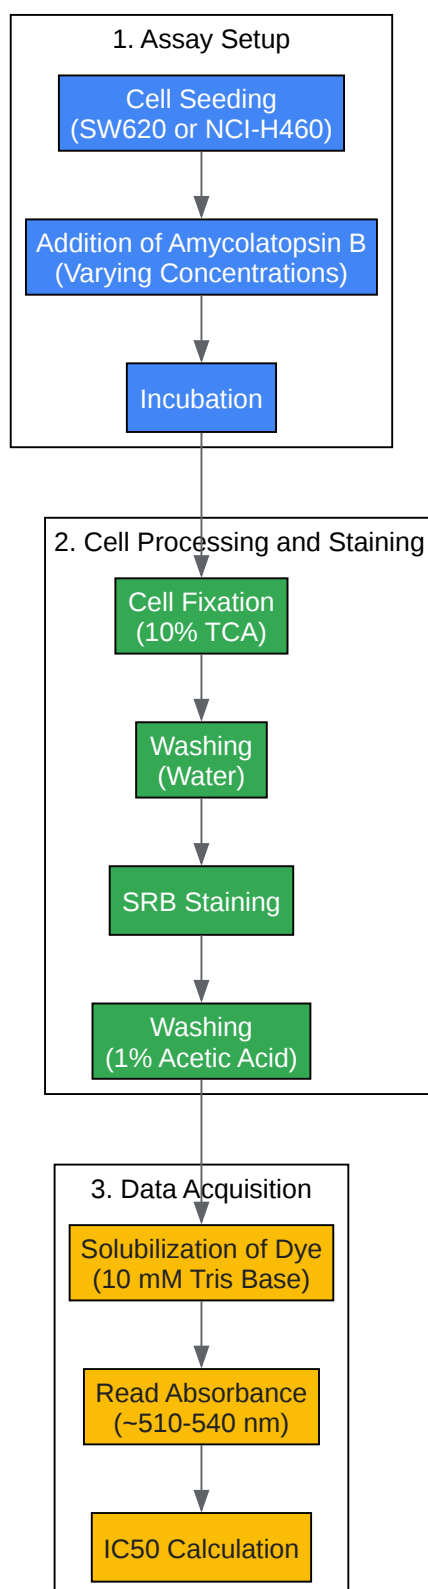 1. Assay Setup
Cell Seeding
(SW620 or NCI-H460)
Addition of Amycolatopsin B
(Varying Concentrations)
Incubation
2. Cell Processing and Staining
Cell Fixation
(10% TCA)
Washing
(Water)
SRB Staining
Washing
(1% Acetic Acid)
3. Data Acquisition
Solubilization of Dye
(10 mM Tris Base)
Read Absorbance
(~510-540 nm)
IC50 Calculation